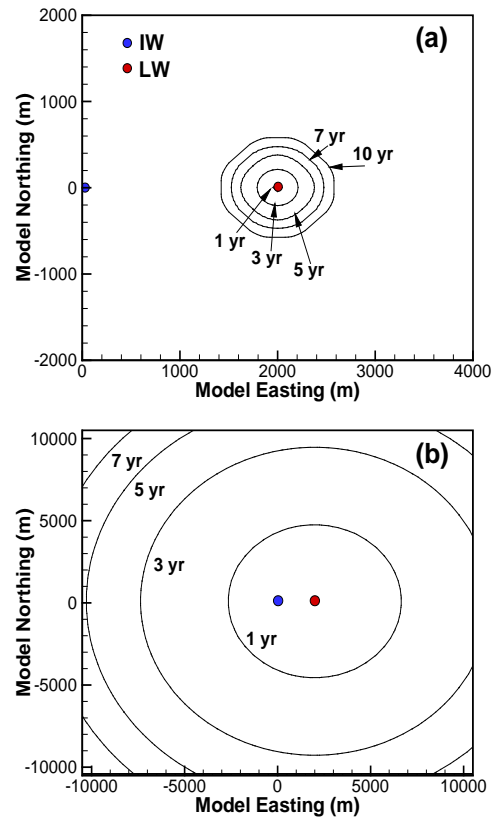 2000
(a)
IW
LW
7 yr
10 yr
1000
Model Northing (m)
0
1 yr
3 yr
5 yr
-1000
-2000
0 1000 2000 3000 4000
Model Easting (m)
10000
(b)
7 yr
5 yr
5000
3 yr
Model Northing (m)
0
1 yr
-5000
-10000
-10000 -5000 0 5000 10000
Model Easting (m)